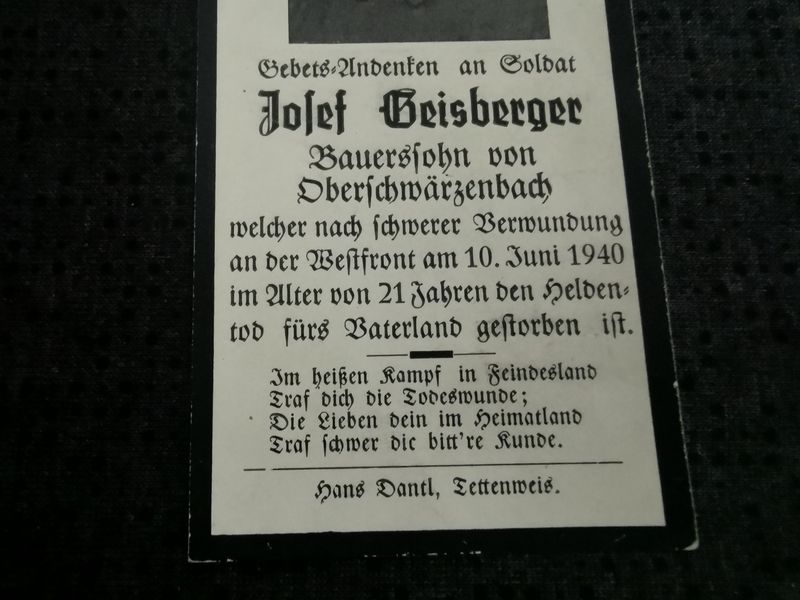 Gebets-Andenken an Soldat
Josef Geisberger
Bauerssohn von
Oberschwärzenbach
welcher nach schwerer Verwundung
an der Westfront am 10. Juni 1940
im Alter von 21 Jahren den Helden-
tod fürs Vaterland gestorben ist.
Im heißen Kampf in Feindesland
Traf dich die Todeswunde;
Die Lieben dein im Heimatland
Traf schwer die bitt're Kunde.
Hans Dantl, Tettenweis.